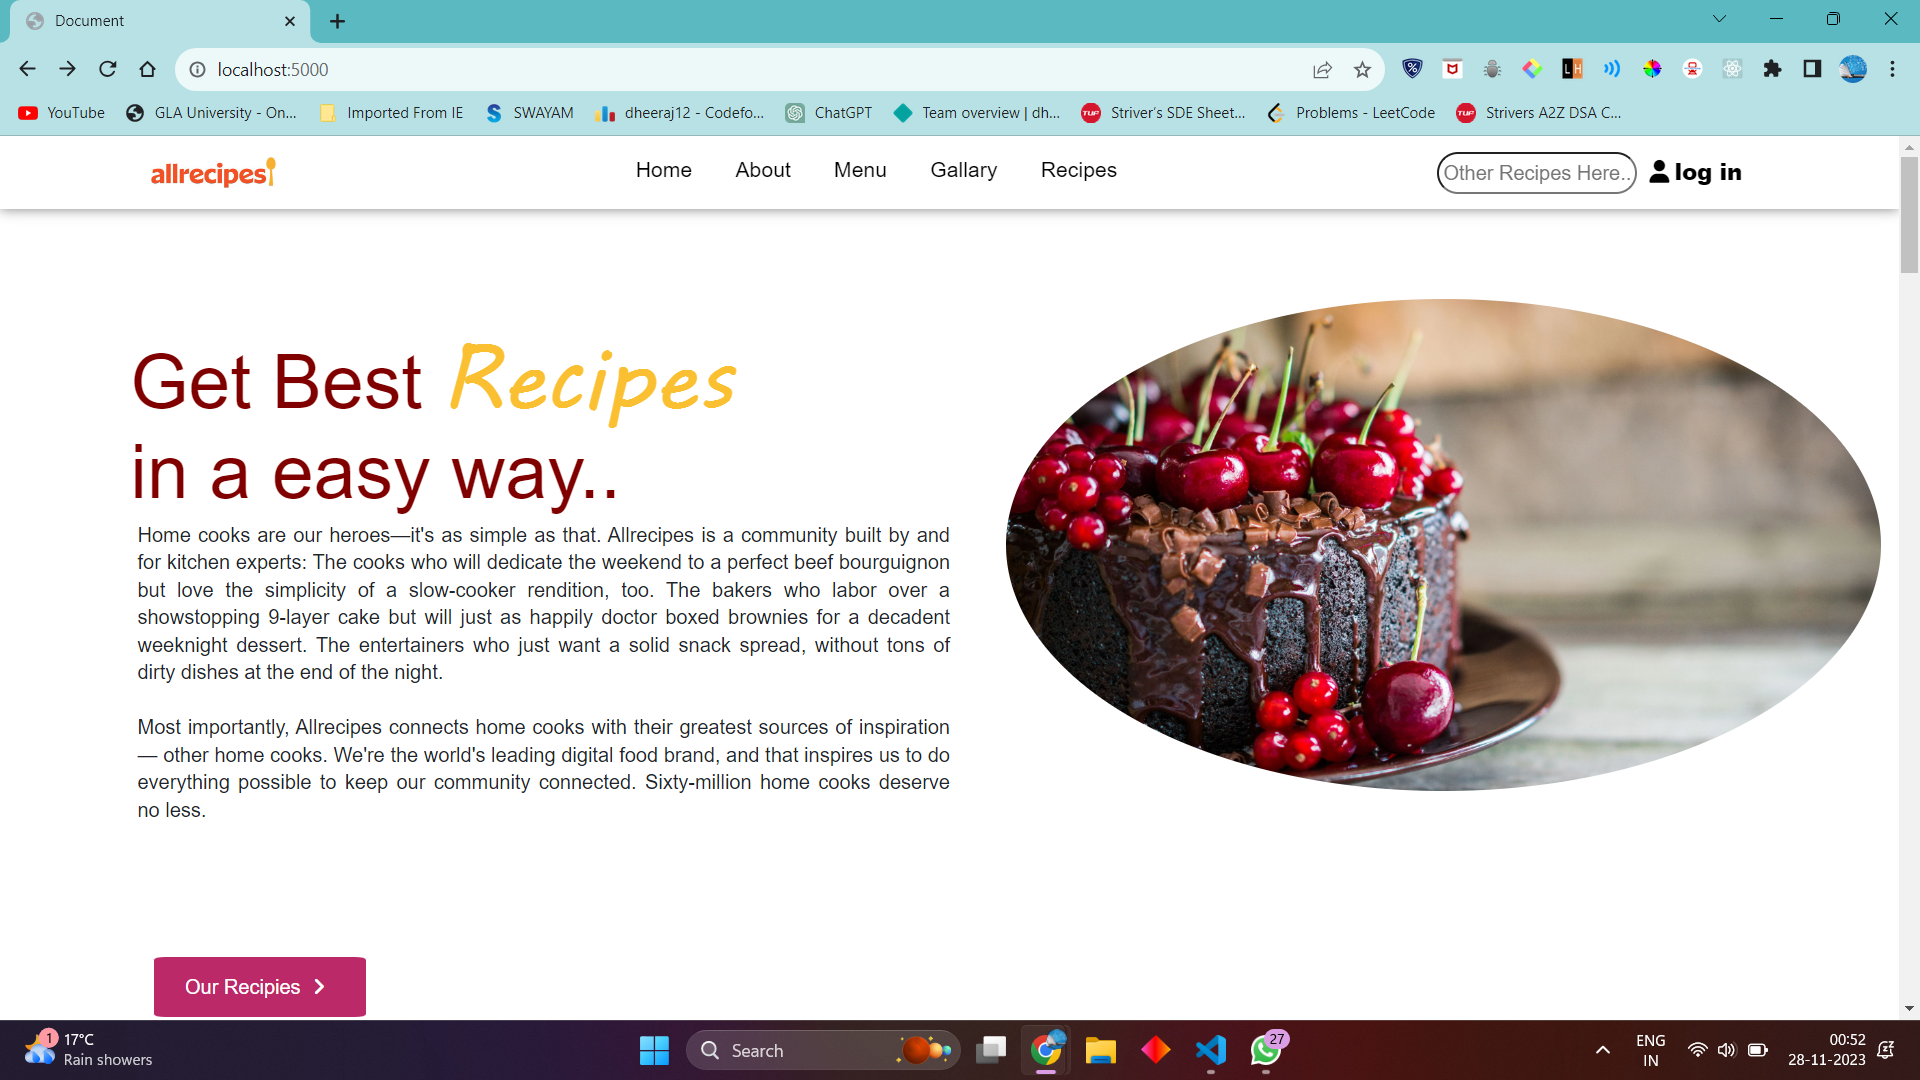 Document
localhost:5000
YouTube GLA University - On... Imported From IE SWAYAM dheeraj12 - Codefo... ChatGPT Team overview | dh... Striver's SDE Sheet... Problems - LeetCode Strivers A2Z DSA C...
allrecipes Home About Menu Gallary Recipes Other Recipes Here.. log in
Get Best Recipes
in a easy way..
Home cooks are our heroes—it's as simple as that. Allrecipes is a community built by and
for kitchen experts: The cooks who will dedicate the weekend to a perfect beef bourguignon
but love the simplicity of a slow-cooker rendition, too. The bakers who labor over a
showstopping 9-layer cake but will just as happily doctor boxed brownies for a decadent
weeknight dessert. The entertainers who just want a solid snack spread, without tons of
dirty dishes at the end of the night.
Most importantly, Allrecipes connects home cooks with their greatest sources of inspiration
— other home cooks. We're the world's leading digital food brand, and that inspires us to do
everything possible to keep our community connected. Sixty-million home cooks deserve
no less.
Our Recipies
1 17°C
Rain showers
Search
27
ENG
IN
00:52
28-11-2023